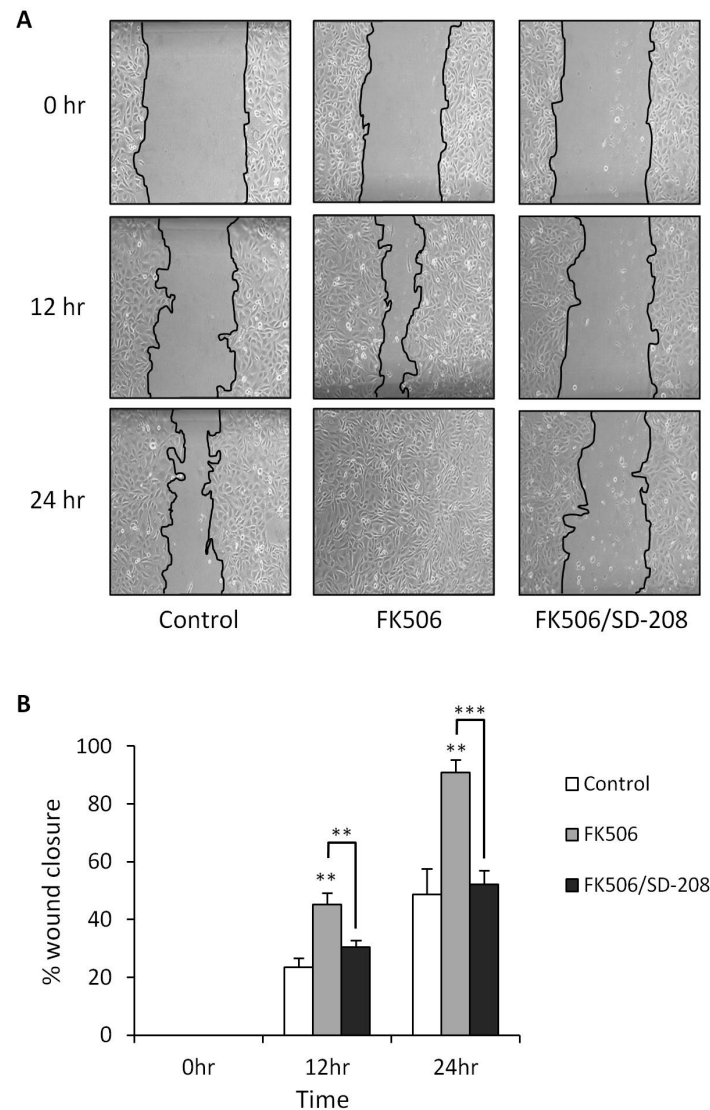 A
0 hr
12 hr
24 hr
Control
FK506
FK506/SD-208
B
% wound closure
100
80
60
40
20
0
**
**
**
***
0hr
12hr
24hr
Time
Control
FK506
FK506/SD-208